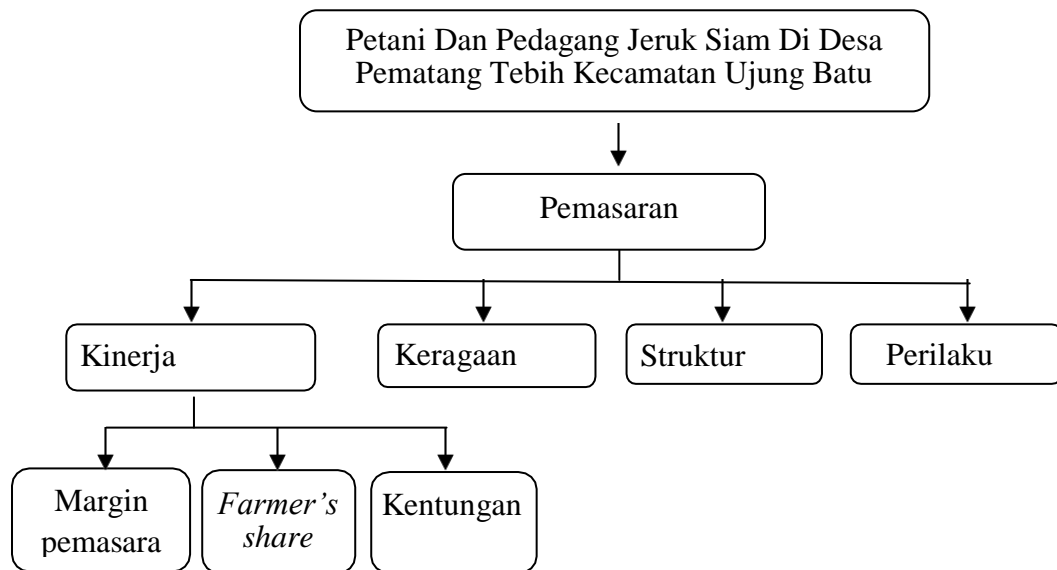 Petani Dan Pedagang Jeruk Siam Di Desa
Pematang Tebih Kecamatan Ujung Batu
Pemasaran
Kinerja
Keragaan
Struktur
Perilaku
Margin
pemasara
Farmer’s
share
Kentungan